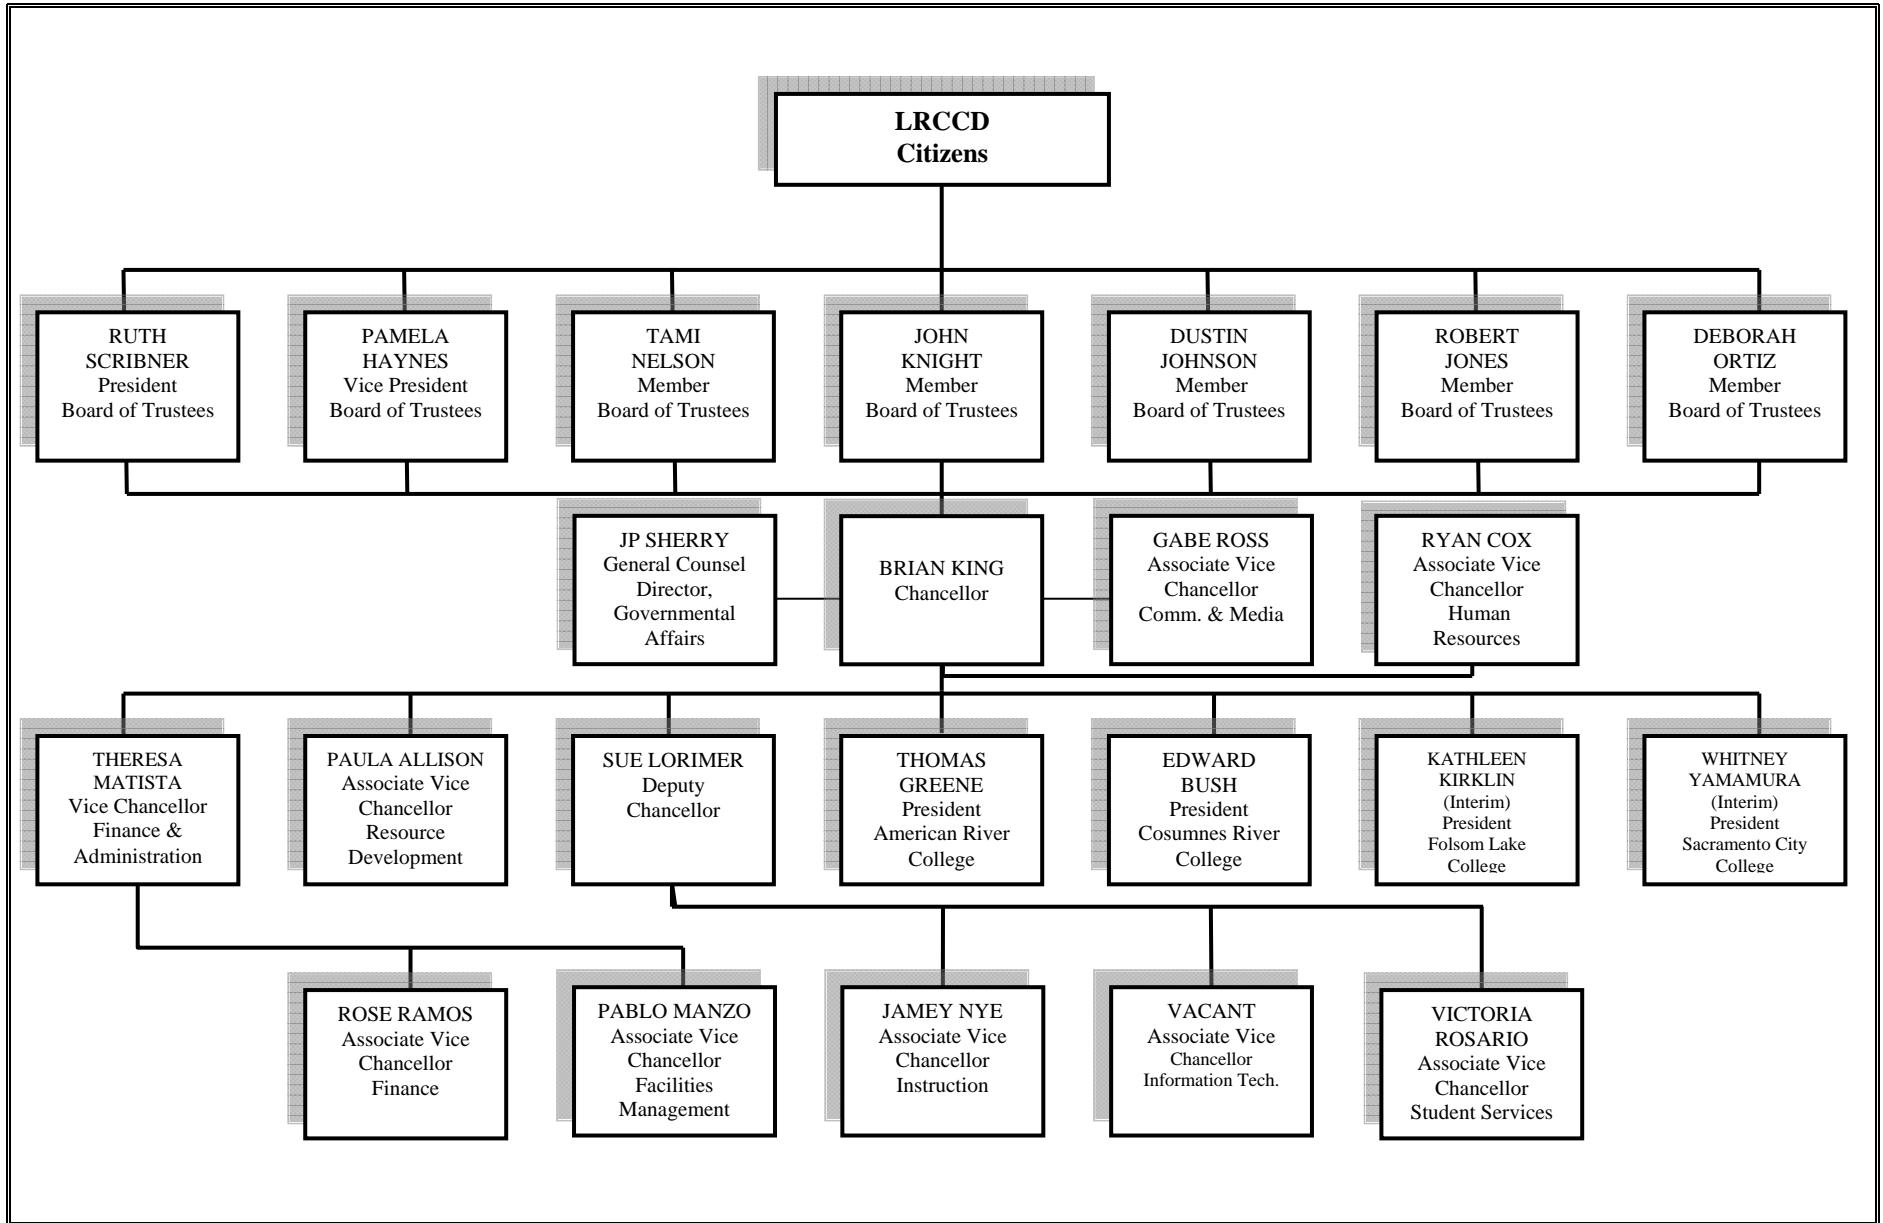 LRCCD
Citizens
RUTH
SCRIBNER
President
Board of Trustees
PAMELA
HAYNES
Vice President
Board of Trustees
TAMI
NELSON
Member
Board of Trustees
JOHN
KNIGHT
Member
Board of Trustees
DUSTIN
JOHNSON
Member
Board of Trustees
ROBERT
JONES
Member
Board of Trustees
DEBORAH
ORTIZ
Member
Board of Trustees
JP SHERRY
General Counsel
Director,
Governmental
Affairs
BRIAN KING
Chancellor
GABE ROSS
Associate Vice
Chancellor
Comm. & Media
RYAN COX
Associate Vice
Chancellor
Human
Resources
THERESA
MATISTA
Vice Chancellor
Finance &
Administration
PAULA ALLISON
Associate Vice
Chancellor
Resource
Development
SUE LORIMER
Deputy
Chancellor
THOMAS
GREENE
President
American River
College
EDWARD
BUSH
President
Cosumnes River
College
KATHLEEN
KIRKLIN
(Interim)
President
Folsom Lake
College
WHITNEY
YAMAMURA
(Interim)
President
Sacramento City
College
ROSE RAMOS
Associate Vice
Chancellor
Finance
PABLO MANZO
Associate Vice
Chancellor
Facilities
Management
JAMEY NYE
Associate Vice
Chancellor
Instruction
VACANT
Associate Vice
Chancellor
Information Tech.
VICTORIA
ROSARIO
Associate Vice
Chancellor
Student Services